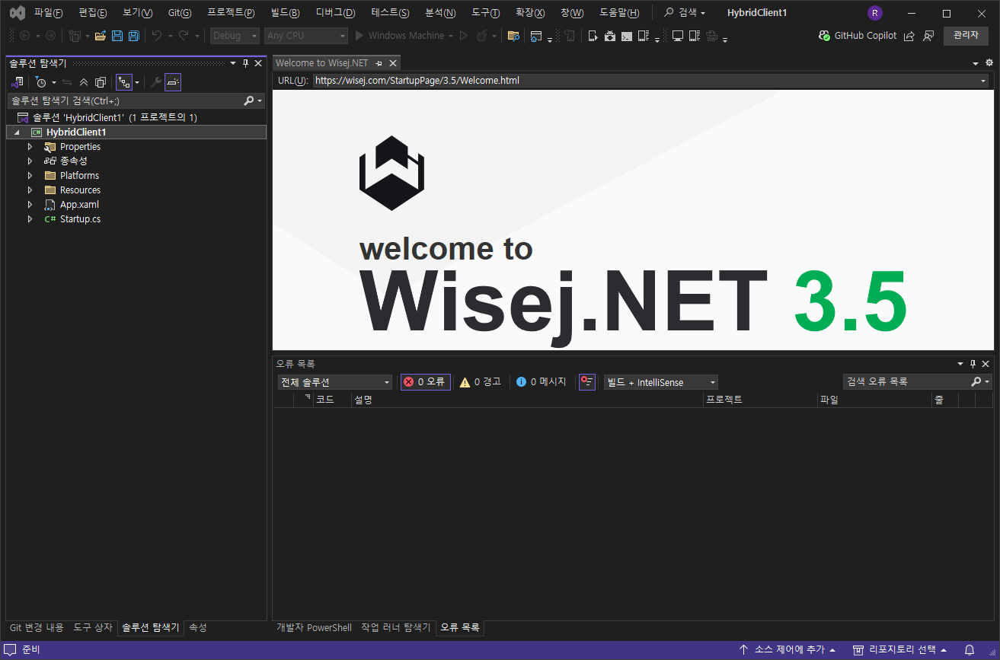 파일(F) 편집(E) 보기(V) Git(G) 프로젝트(P) 빌드(B) 디버그(D) 테스트(S) 분석(N) 도구(T) 확장(X) 창(W) 도움말(H) 검색 HybridClient1 R
Debug Any CPU Windows Machine GitHub Copilot 관리자
솔루션 탐색기
솔루션 탐색기 검색(Ctrl+;)
솔루션 'HybridClient1' (1 프로젝트의 1)
C# HybridClient1
Properties
종속성
Platforms
Resources
App.xaml
C# Startup.cs
Welcome to Wisej.NET
URL(U): https://wisej.com/StartupPage/3.5/Welcome.html
welcome to
Wisej.NET 3.5
오류 목록
전체 솔루션 0 오류 0 경고 0 메시지 빌드 + IntelliSense 검색 오류 목록
코드 설명 프로젝트 파일 줄
Git 변경 내용 도구 상자 솔루션 탐색기 속성
개발자 PowerShell 작업 러너 탐색기 오류 목록
준비 소스 제어에 추가 리포지토리 선택